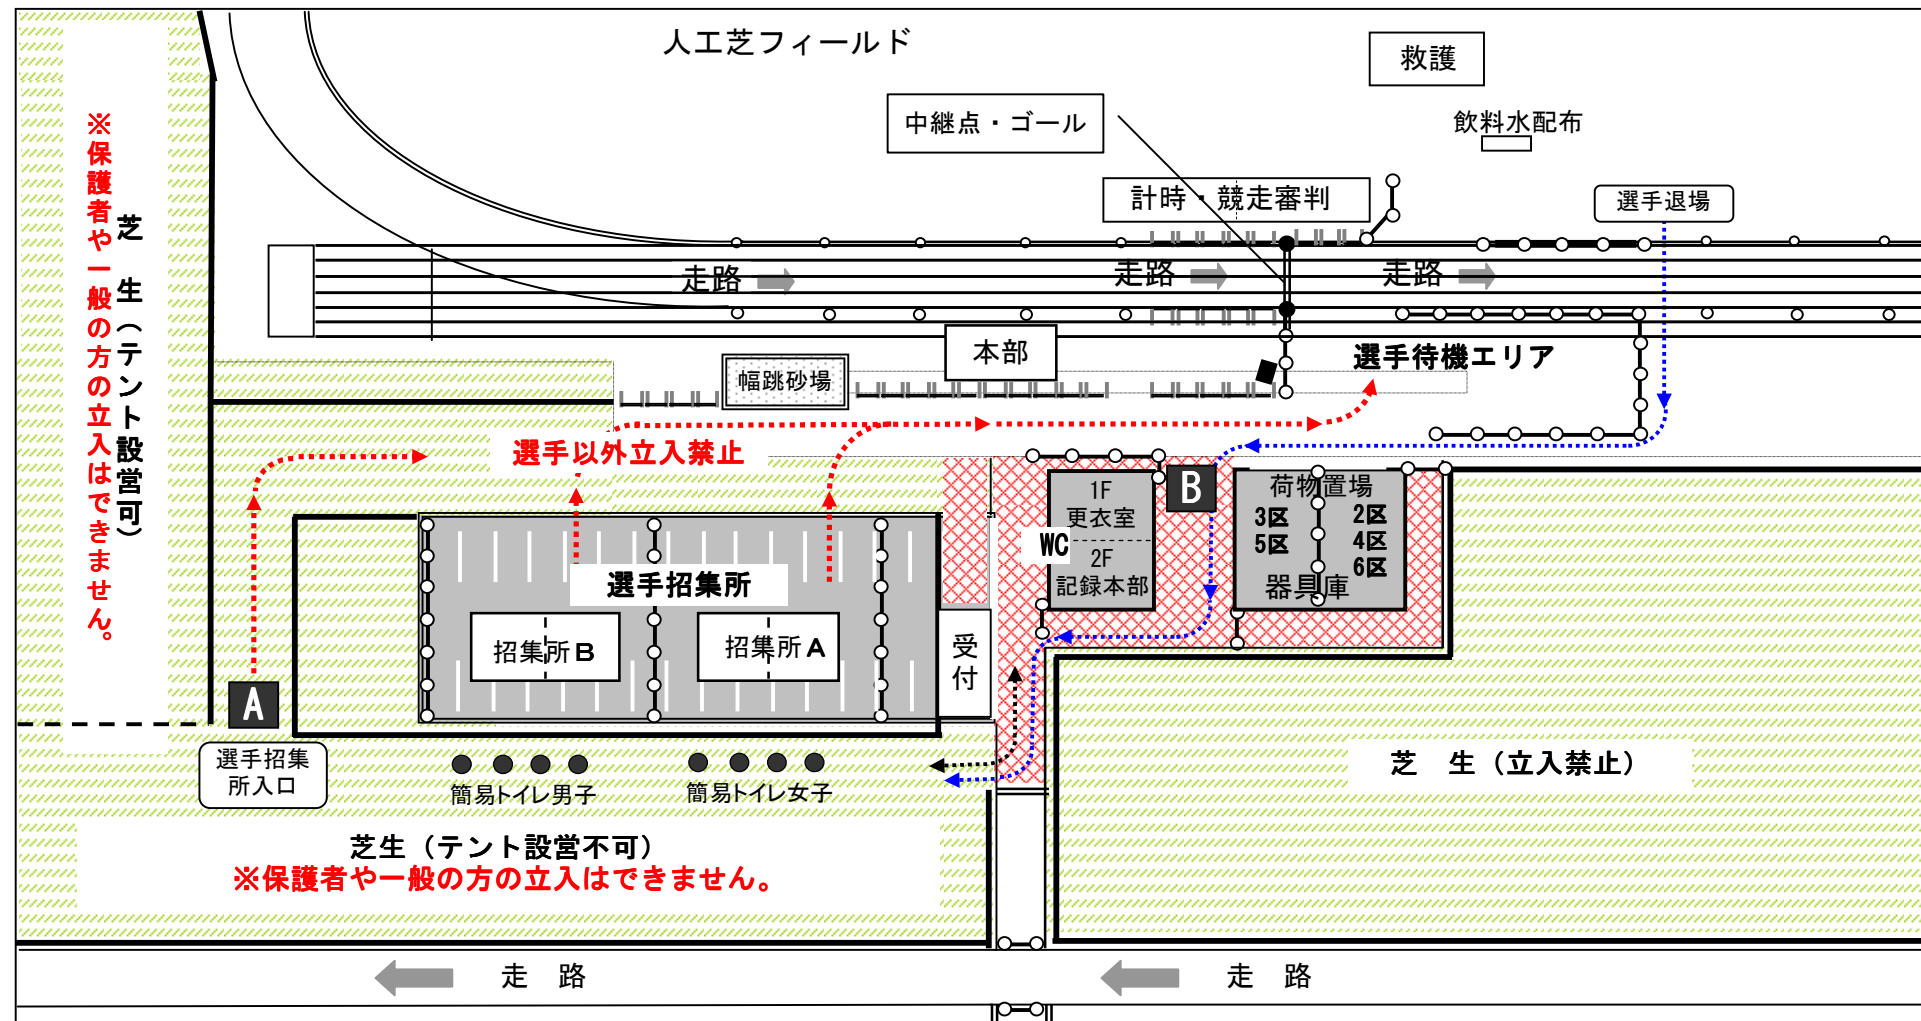 人工芝フィールド
救護
中継点・ゴール
飲料水配布
計時・競走審判
選手退場
走路
走路
走路
本部
選手待機エリア
幅跳砂場
選手以外立入禁止
※保護者や一般の方の立入はできません。
芝　生（テント設営可）
1F
更衣室
2F
記録本部
WC
B
荷物置場
3区
5区
2区
4区
6区
器具庫
選手招集所
招集所B
招集所A
受付
A
選手招集
所入口
簡易トイレ男子
簡易トイレ女子
芝　生（立入禁止）
芝生（テント設営不可）
※保護者や一般の方の立入はできません。
走　路
走　路